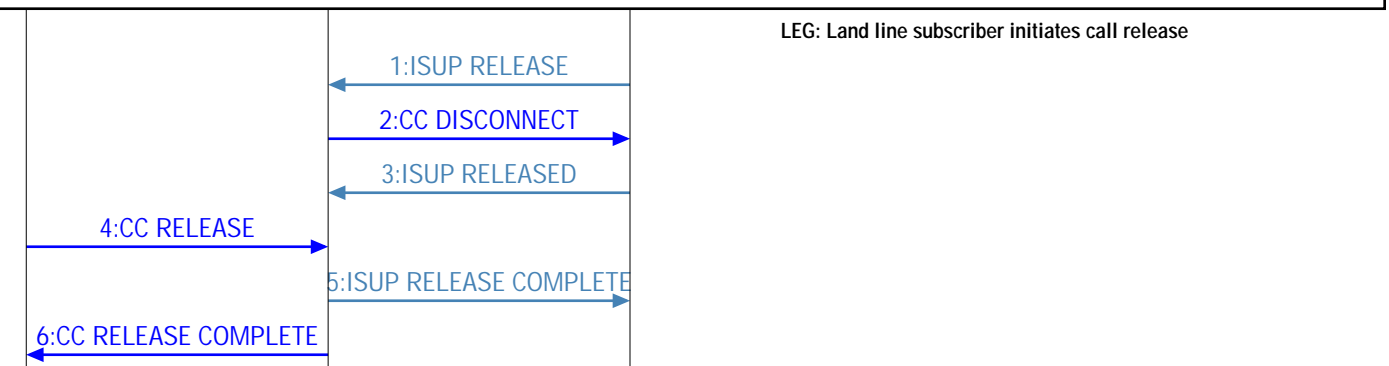 LEG: Land line subscriber initiates call release
1:ISUP RELEASE
2:CC DISCONNECT
3:ISUP RELEASED
4:CC RELEASE
5:ISUP RELEASE COMPLETE
6:CC RELEASE COMPLETE